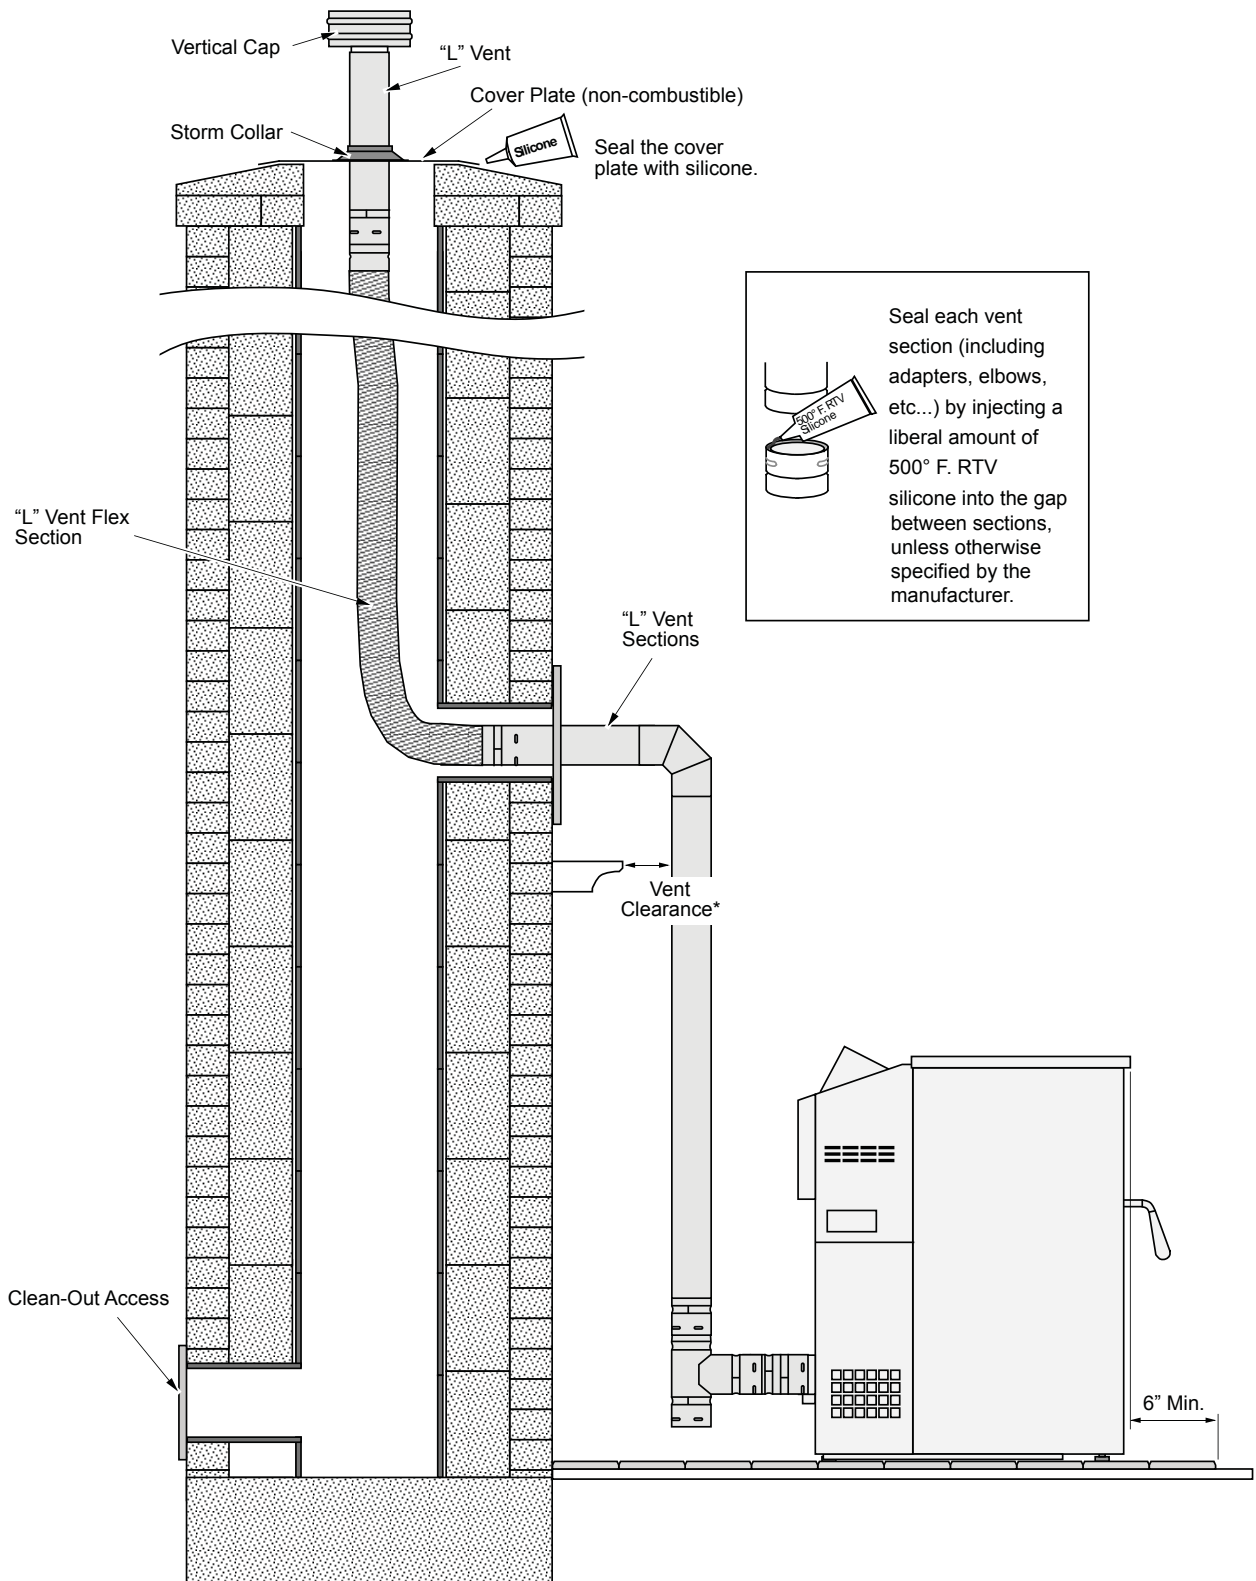 Vertical Cap
“L” Vent
Cover Plate (non-combustible)
Storm Collar
Silicone
Seal the cover
plate with silicone.
Seal each vent
section (including
adapters, elbows,
etc...) by injecting a
liberal amount of
500° F. RTV
silicone into the gap
between sections,
unless otherwise
specified by the
manufacturer.
500° F. RTV
Silicone
“L” Vent Flex
Section
“L” Vent
Sections
Vent
Clearance*
Clean-Out Access
6” Min.